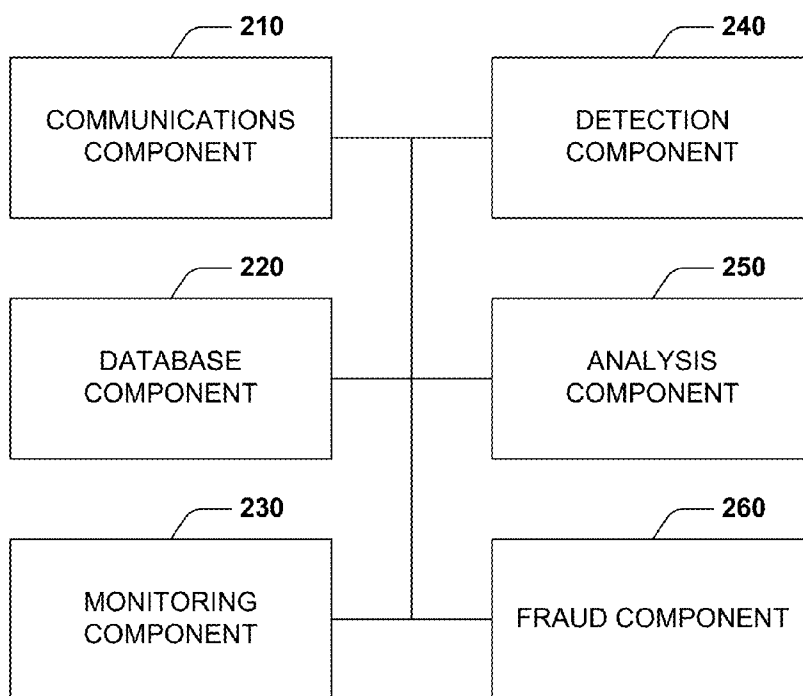 210
COMMUNICATIONS
COMPONENT
240
DETECTION
COMPONENT
220
DATABASE
COMPONENT
250
ANALYSIS
COMPONENT
230
MONITORING
COMPONENT
260
FRAUD COMPONENT